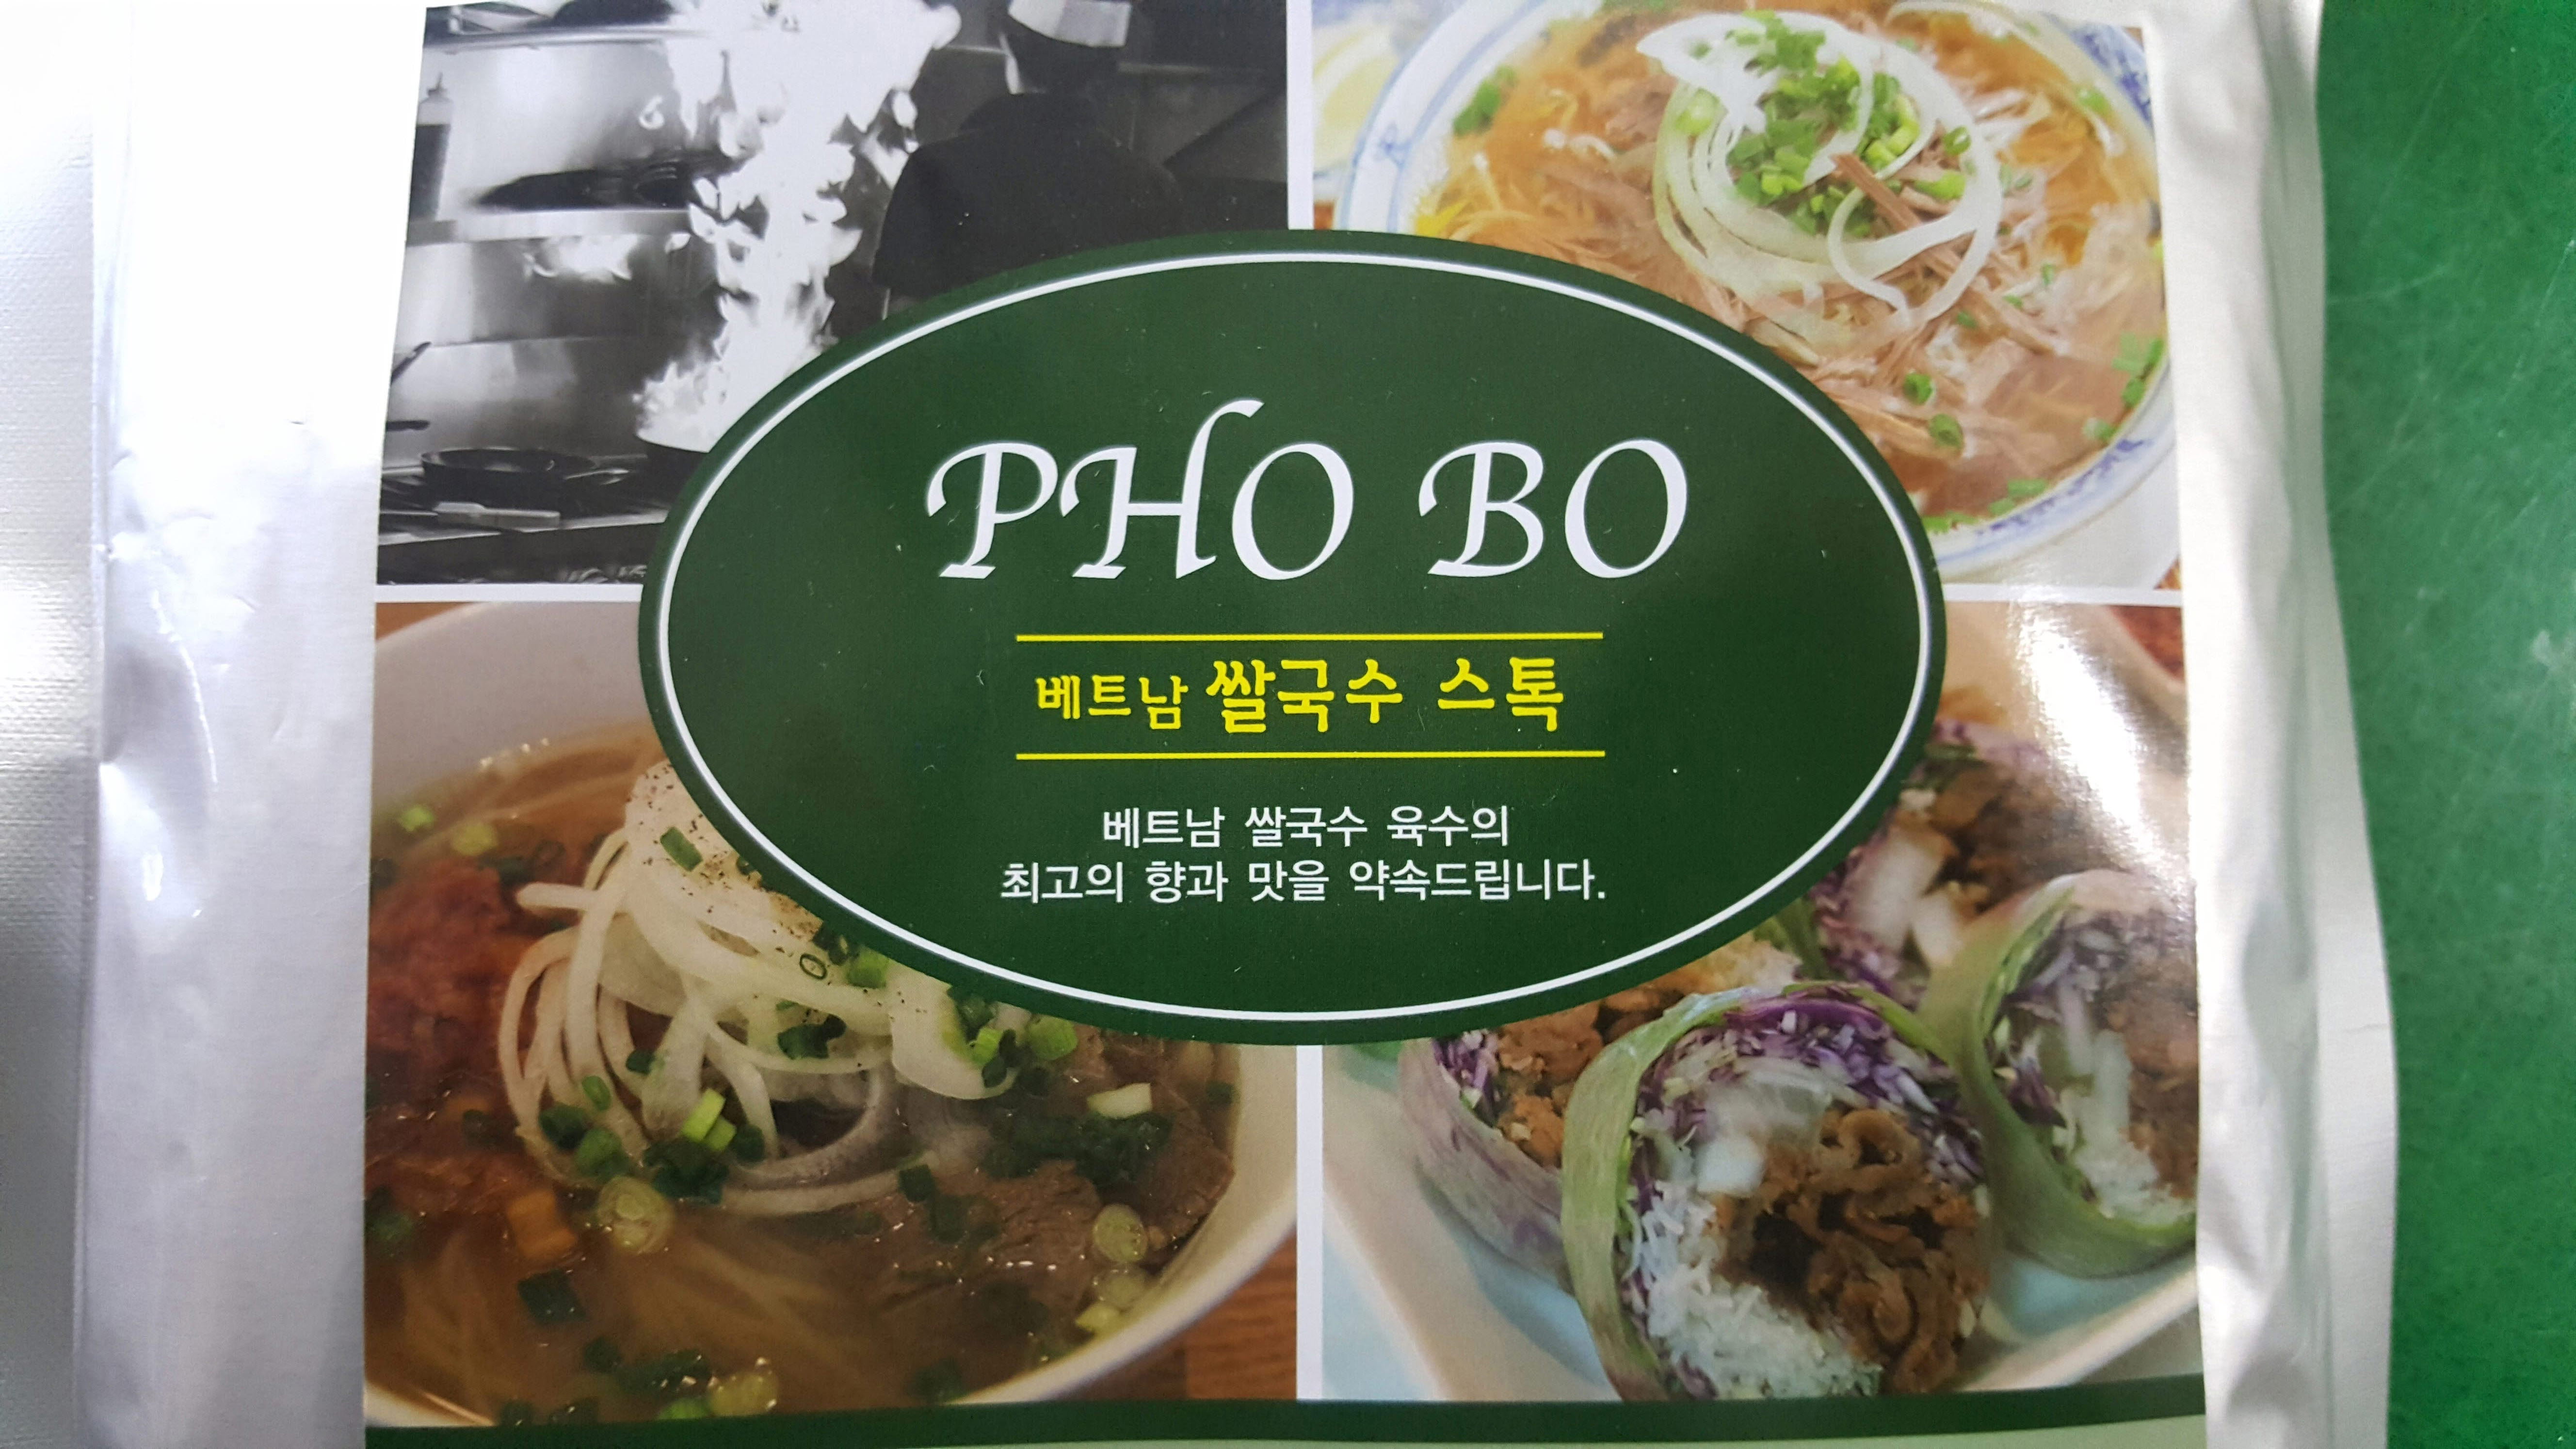 PHO BO
베트남 쌀국수 스톡
베트남 쌀국수 육수의
최고의 향과 맛을 약속드립니다.